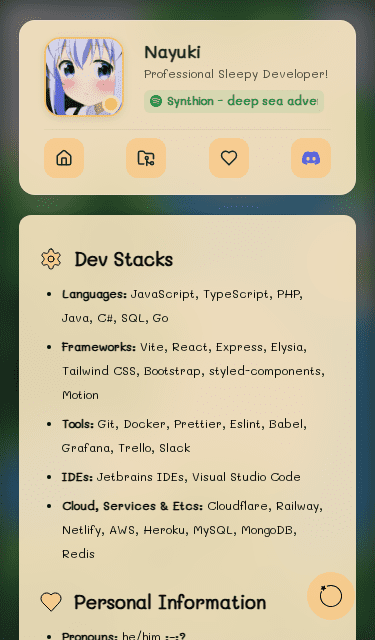 Nayuki
Professional Sleepy Developer!
Synthion - deep sea adve
Dev Stacks
Languages: JavaScript, TypeScript, PHP,
Java, C#, SQL, Go
Frameworks: Vite, React, Express, Elysia,
Tailwind CSS, Bootstrap, styled-components,
Motion
Tools: Git, Docker, Prettier, Eslint, Babel,
Grafana, Trello, Slack
IDEs: Jetbrains IDEs, Visual Studio Code
Cloud, Services & Etcs: Cloudflare, Railway,
Netlify, AWS, Heroku, MySQL, MongoDB,
Redis
Personal Information
Pronouns: he/him :-:?